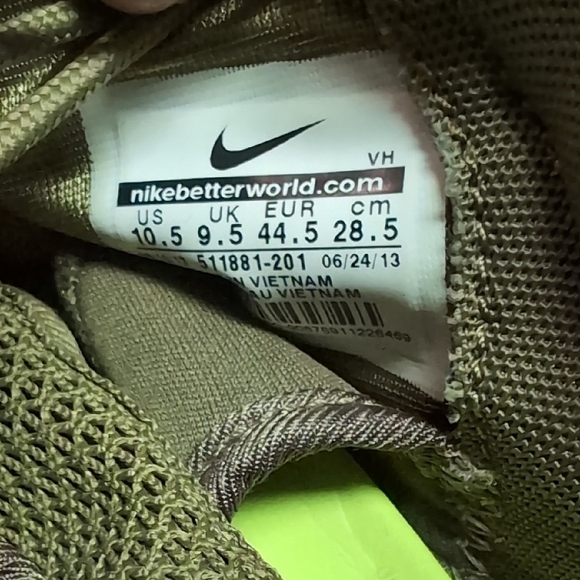 VH
nikebetterworld.com
US UK EUR cm
10.5 9.5 44.5 28.5
511881-201 06/24/13
VIETNAM
VIETNAM